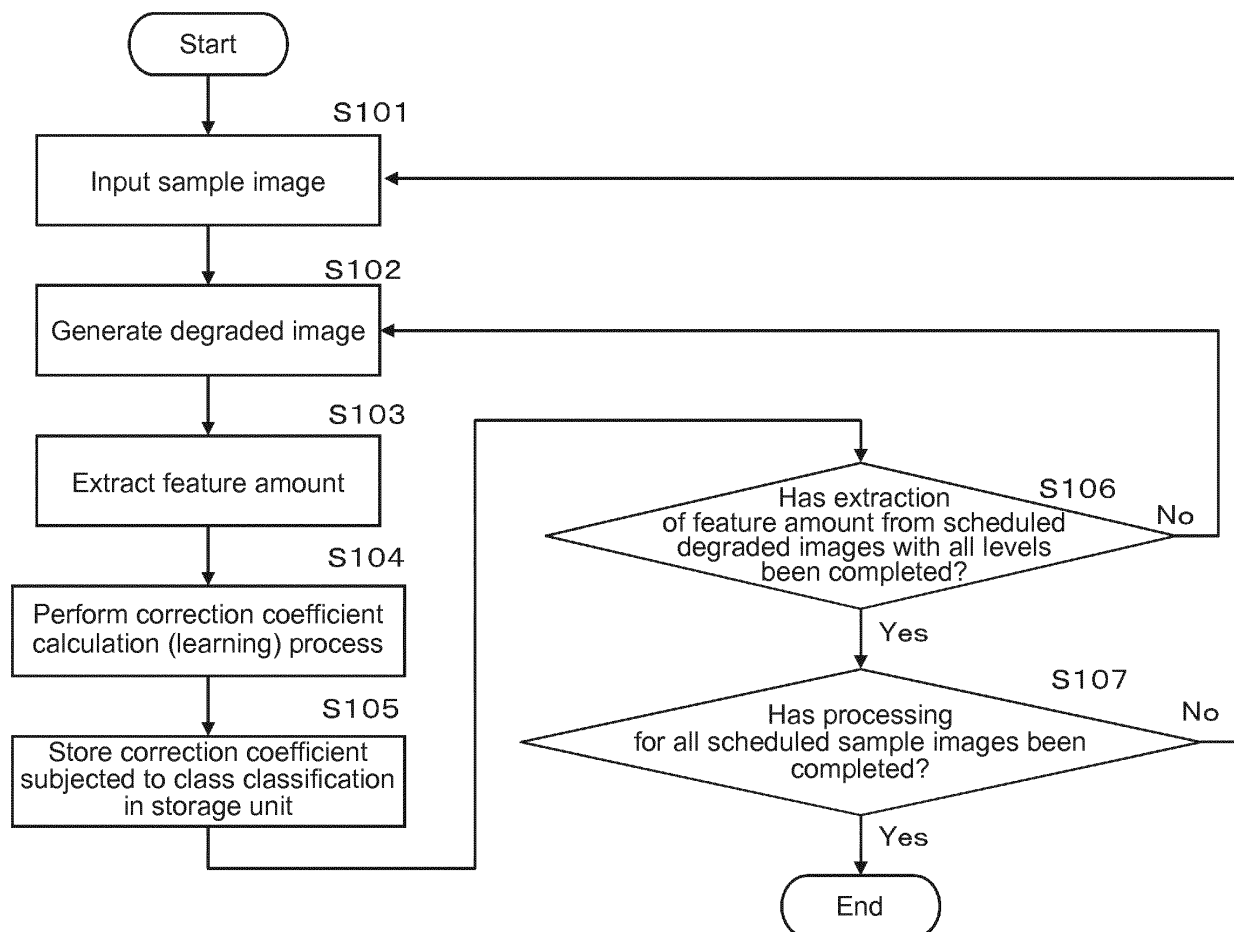 Start
S101
Input sample image
S102
Generate degraded image
S103
Extract feature amount
S104
Perform correction coefficient
calculation (learning) process
S105
Store correction coefficient
subjected to class classification
in storage unit
S106
Has extraction
of feature amount from scheduled
degraded images with all levels
been completed?
No
Yes
S107
Has processing
for all scheduled sample images been
completed?
No
Yes
End